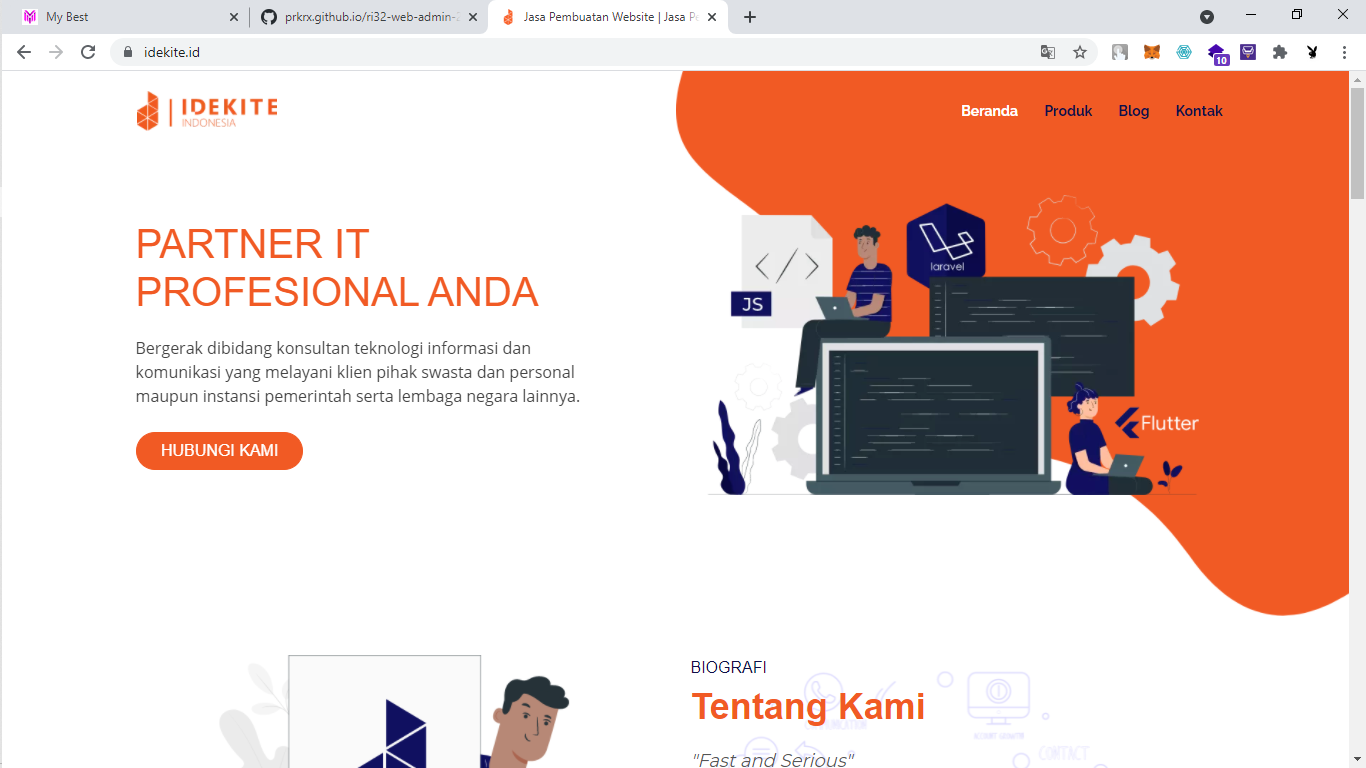 My Best
prkrx.github.io/ri32-web-admin-2
Jasa Pembuatan Website | Jasa P
idekite.id
10
IDEKITE
INDONESIA
Beranda Produk Blog Kontak
PARTNER IT
PROFESIONAL ANDA
Bergerak dibidang konsultan teknologi informasi dan
komunikasi yang melayani klien pihak swasta dan personal
maupun instansi pemerintah serta lembaga negara lainnya.
HUBUNGI KAMI
laravel
JS
Flutter
BIOGRAFI
Tentang Kami
"Fast and Serious"
CONTACT